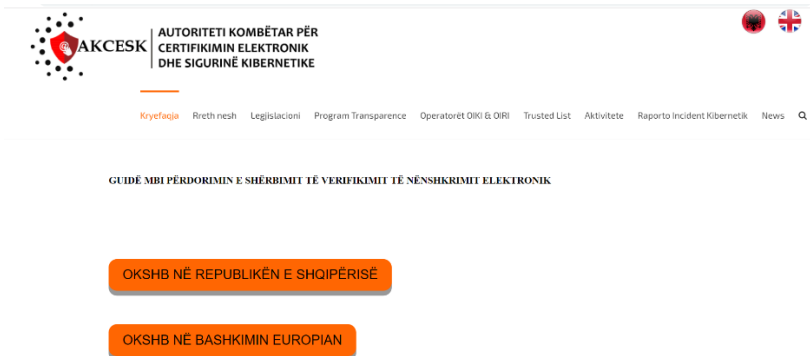 AKCESK
AUTORITETI KOMBËTAR PËR
CERTIFIKIMIN ELEKTRONIK
DHE SIGURINË KIBERNETIKE
Kryefaqja Rreth nesh Legjislacioni Program Transparence Operatorët OIKI & OIRI Trusted List Aktivitete Raporto Incident Kibernetik News
GUIDË MBI PËRDORIMIN E SHËRBIMIT TË VERIFIKIMIT TË NËNSHKRIMIT ELEKTRONIK
OKSHB NË REPUBLIKËN E SHQIPËRISË
OKSHB NË BASHKIMIN EUROPIAN